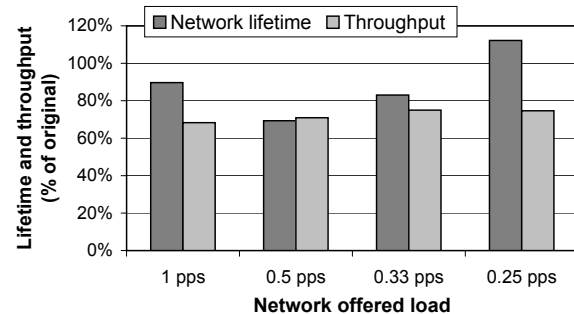 Network lifetime Throughput
120%
100%
80%
60%
40%
20%
0%
Lifetime and throughput
(% of original)
1 pps 0.5 pps 0.33 pps 0.25 pps
Network offered load